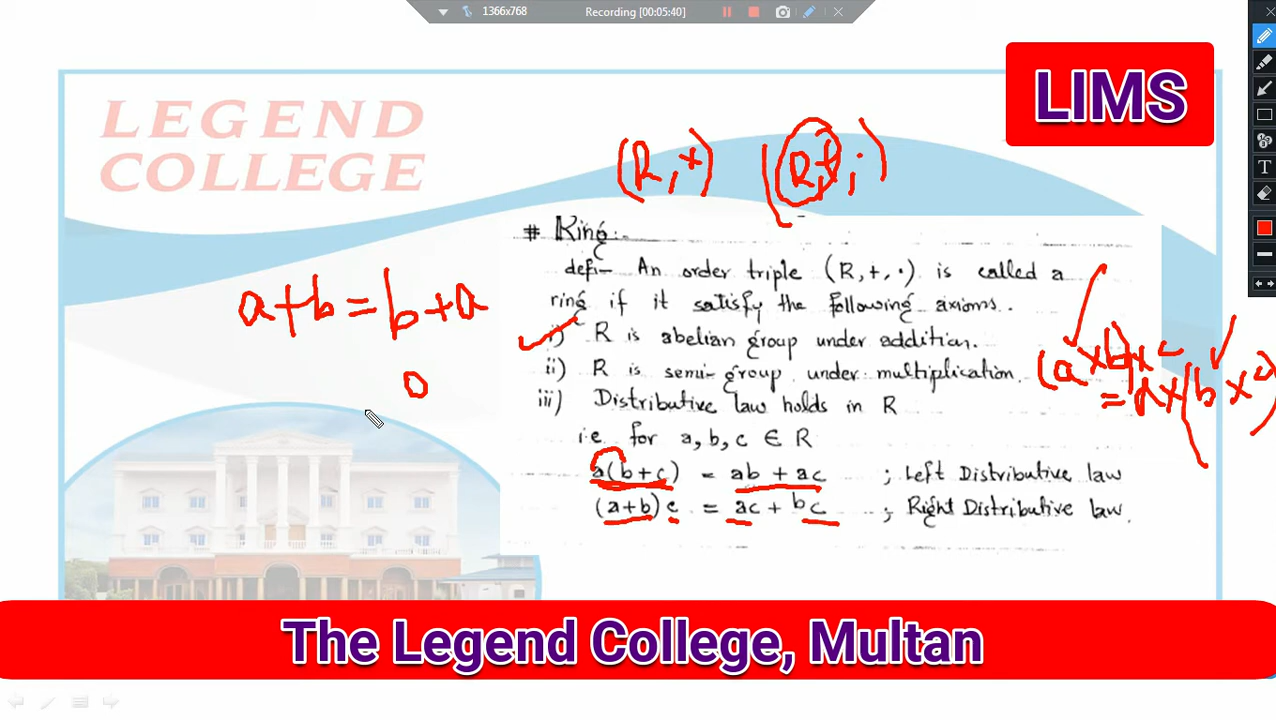 1366x768
Recording [00:05:40]
LIMS
LEGEND
COLLEGE
(R,+) (R,+,·)
# Ring:-
def:- An order triple (R,+,·) is called a
ring if it satisfy the following axioms.
i) R is abelian group under addition.
ii) R is semi-group under multiplication.
iii) Distributive law holds in R
i.e for a,b,c ∈ R
a(b+c) = ab + ac ; Left Distributive law
(a+b)c = ac + bc ; Right Distributive law.
a+b=b+a
0
(a×b)×c
=a×(b×c)
The Legend College, Multan